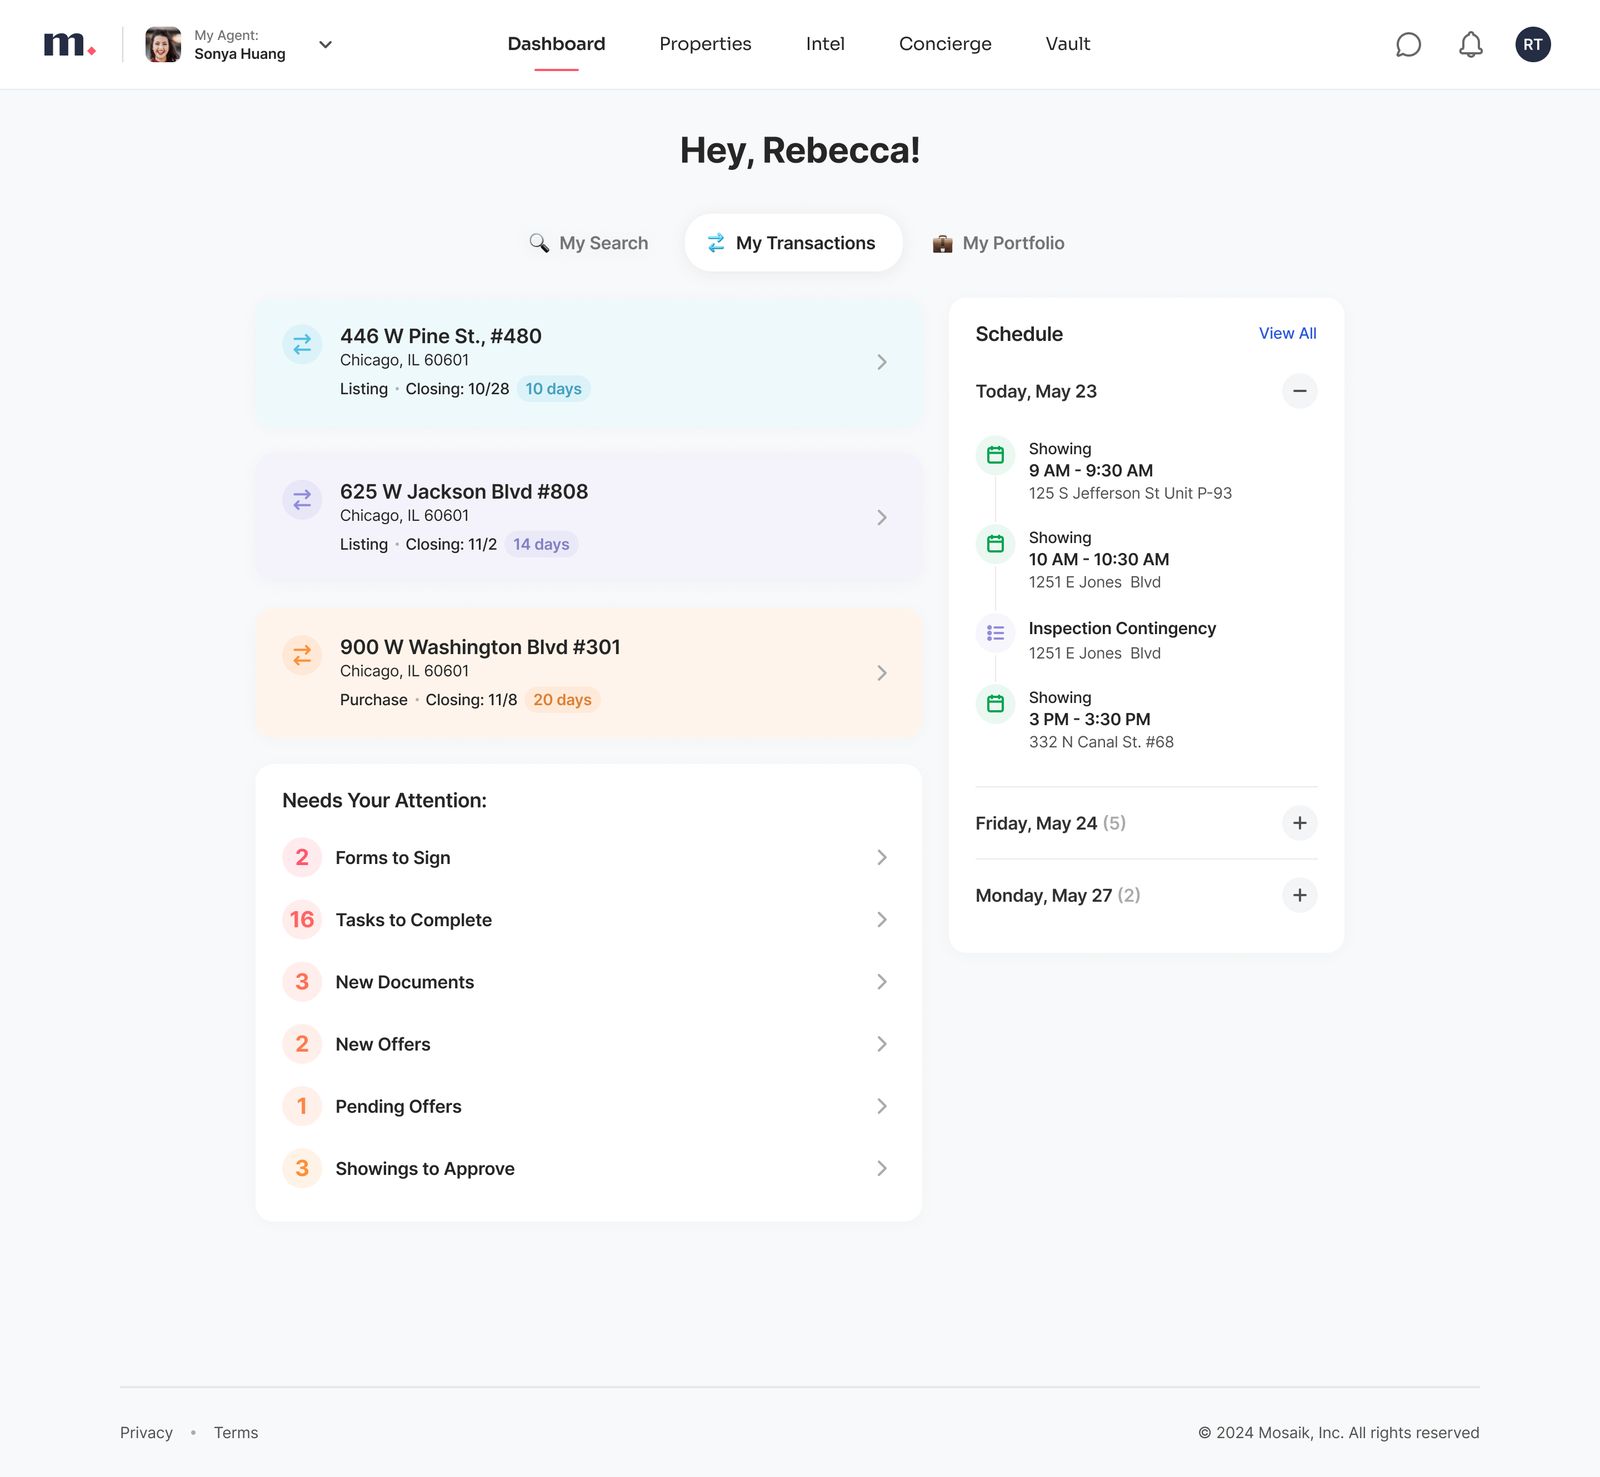 m.
My Agent:
Sonya Huang
Dashboard
Properties
Intel
Concierge
Vault
RT
Hey, Rebecca!
My Search
My Transactions
My Portfolio
446 W Pine St., #480
Chicago, IL 60601
Listing • Closing: 10/28 10 days
625 W Jackson Blvd #808
Chicago, IL 60601
Listing • Closing: 11/2 14 days
900 W Washington Blvd #301
Chicago, IL 60601
Purchase • Closing: 11/8 20 days
Needs Your Attention:
2 Forms to Sign
16 Tasks to Complete
3 New Documents
2 New Offers
1 Pending Offers
3 Showings to Approve
Schedule
View All
Today, May 23
Showing
9 AM - 9:30 AM
125 S Jefferson St Unit P-93
Showing
10 AM - 10:30 AM
1251 E Jones Blvd
Inspection Contingency
1251 E Jones Blvd
Showing
3 PM - 3:30 PM
332 N Canal St. #68
Friday, May 24 (5)
Monday, May 27 (2)
Privacy • Terms
© 2024 Mosaik, Inc. All rights reserved